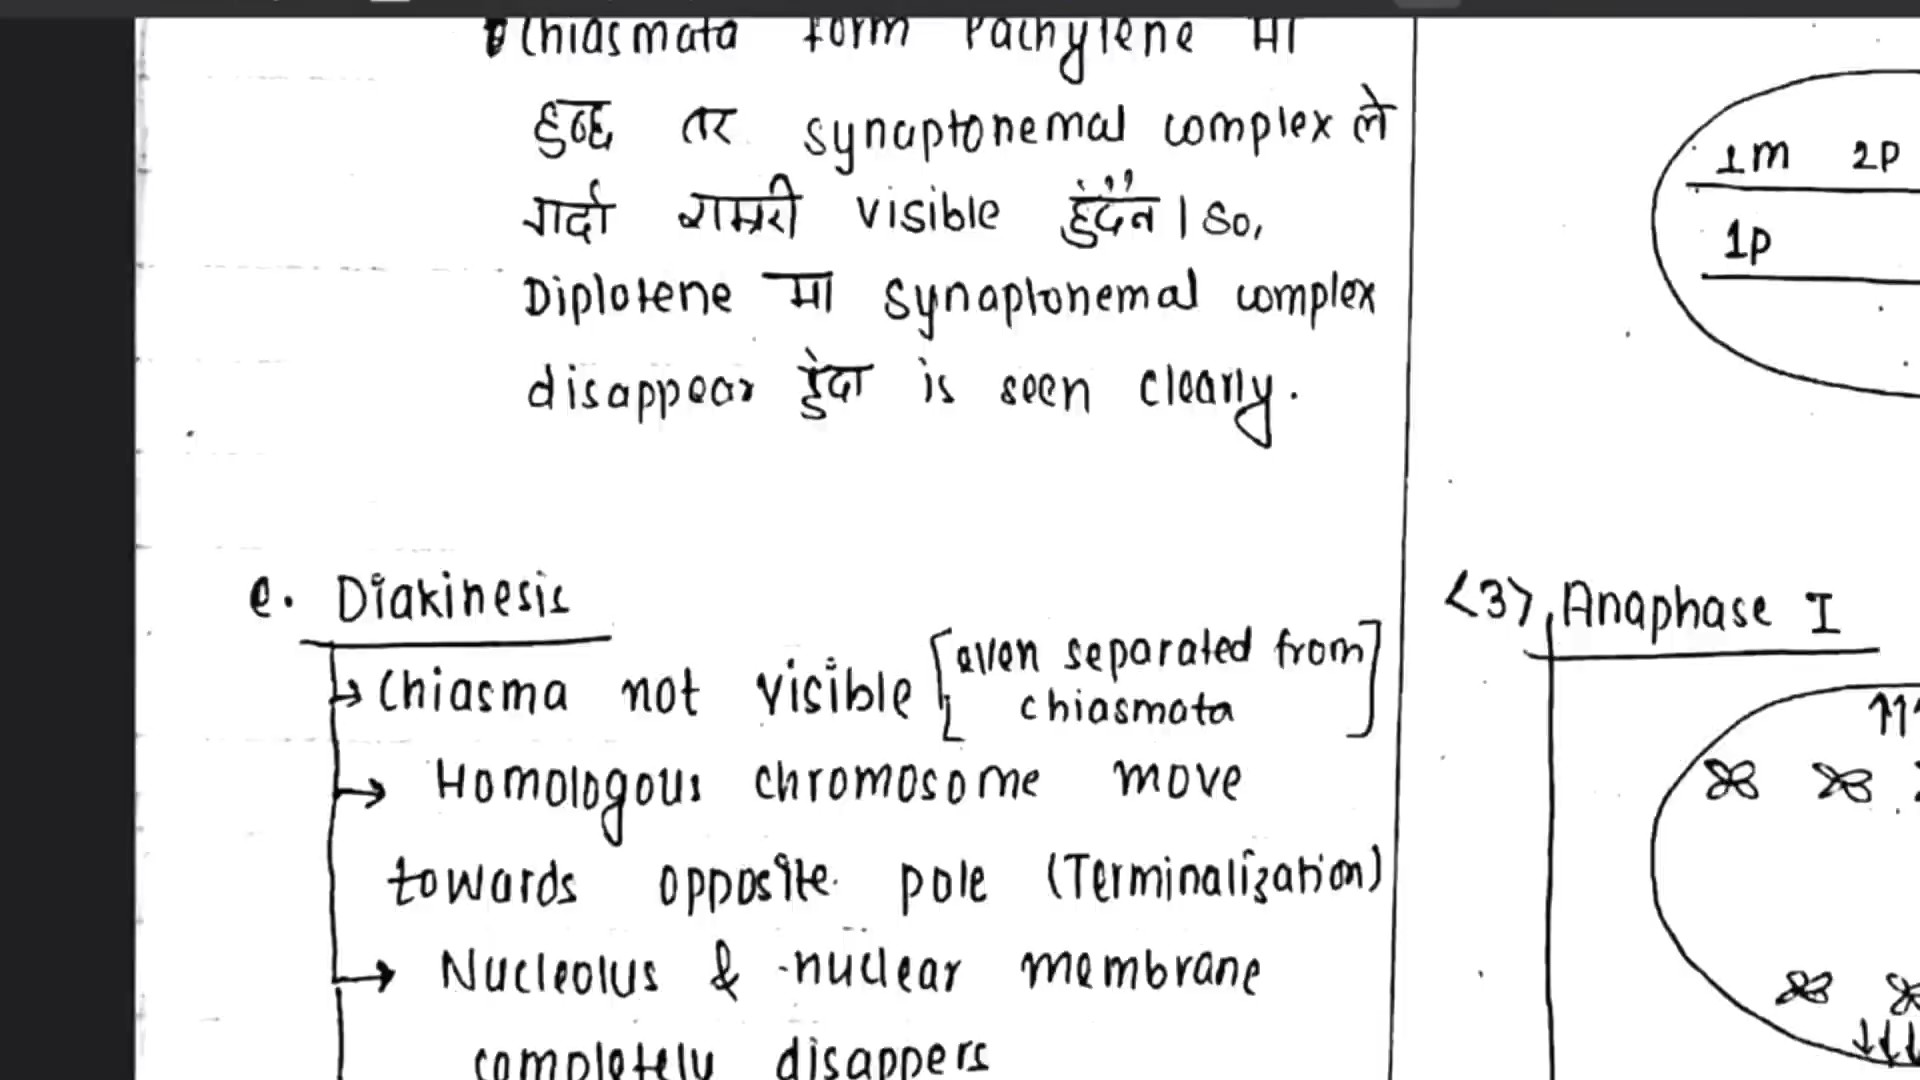 Chiasmata form Pachylene मा
हुन्छ तर synaptonemal complex ले
गर्दा राम्ररी visible हुँदैन । So,
Diplotene मा synaptonemal complex
disappear हुँदा is seen clearly.
e. Diakinesis
→ Chiasma not visible [even separated from
chiasmata]
→ Homologous chromosome move
towards opposite pole (Terminalization)
→ Nucleolus & nuclear membrane
completely disappers
1m 2p
1p
<3> Anaphase I